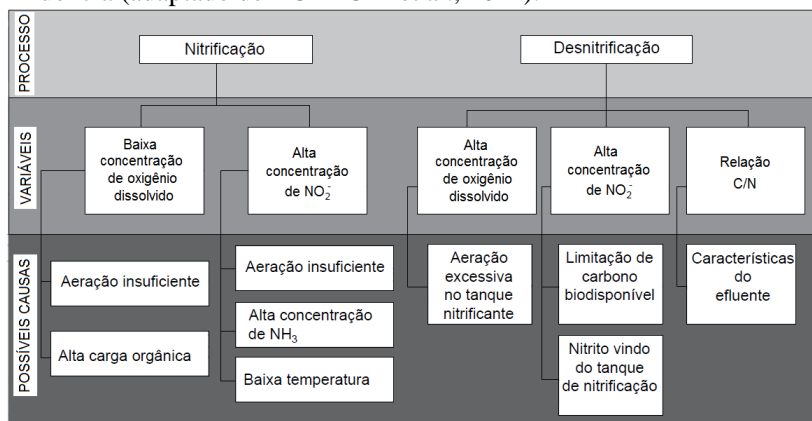 PROCESSO
Nitrificação
Desnitrificação
VARIÁVEIS
Baixa
concentração
de oxigênio
dissolvido
Alta
concentração
de NO₂⁻
Alta
concentração
de oxigênio
dissolvido
Alta
concentração
de NO₂⁻
Relação
C/N
POSSÍVEIS CAUSAS
Aeração insuficiente
Alta carga orgânica
Aeração insuficiente
Alta concentração
de NH₃
Baixa temperatura
Aeração
excessiva
no tanque
nitrificante
Limitação de
carbono
biodisponível
Nitrito vindo
do tanque
de nitrificação
Características
do
efluente